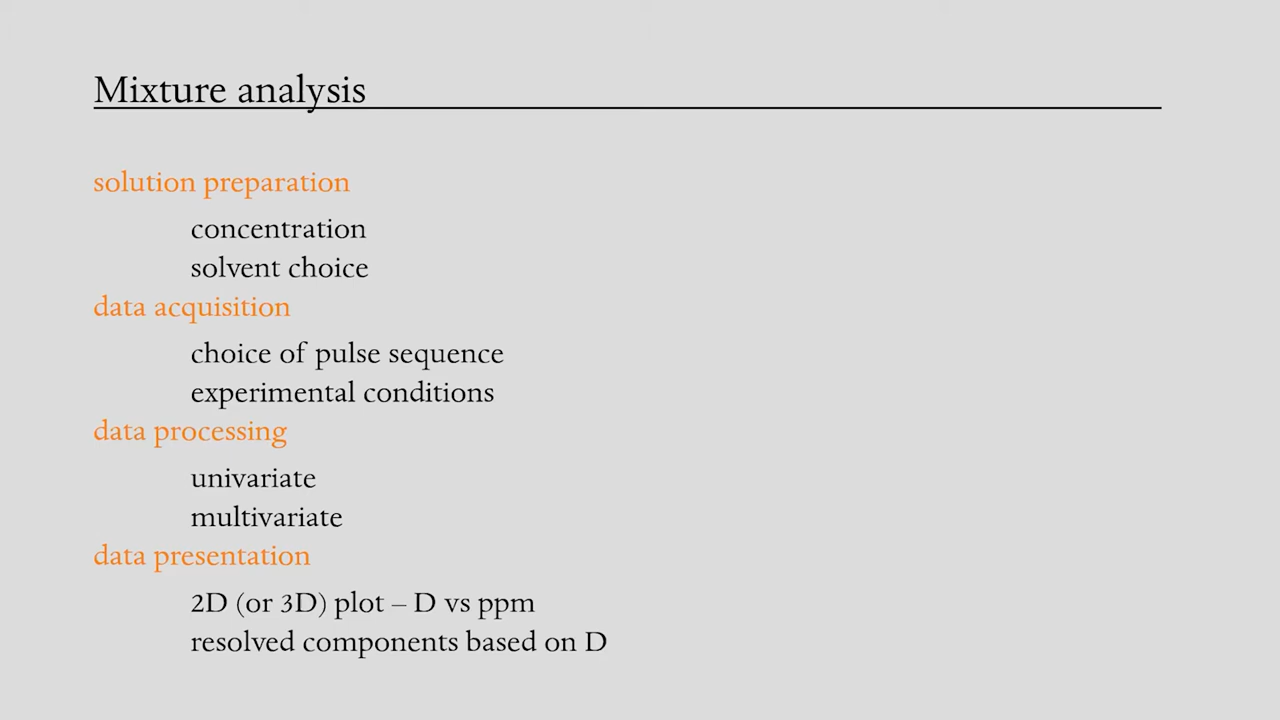 Mixture analysis
solution preparation
concentration
solvent choice
data acquisition
choice of pulse sequence
experimental conditions
data processing
univariate
multivariate
data presentation
2D (or 3D) plot – D vs ppm
resolved components based on D